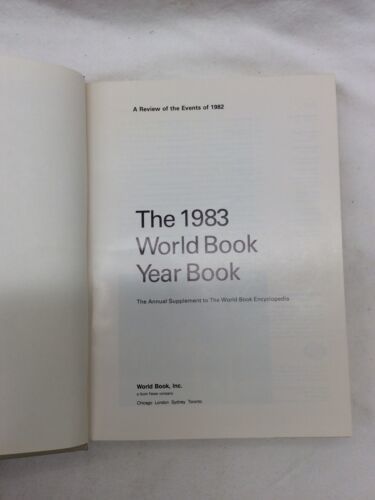 A Review of the Events of 1982
The 1983
World Book
Year Book
The Annual Supplement to The World Book Encyclopedia
World Book, Inc.
a Scott Fetzer company
Chicago London Sydney Toronto